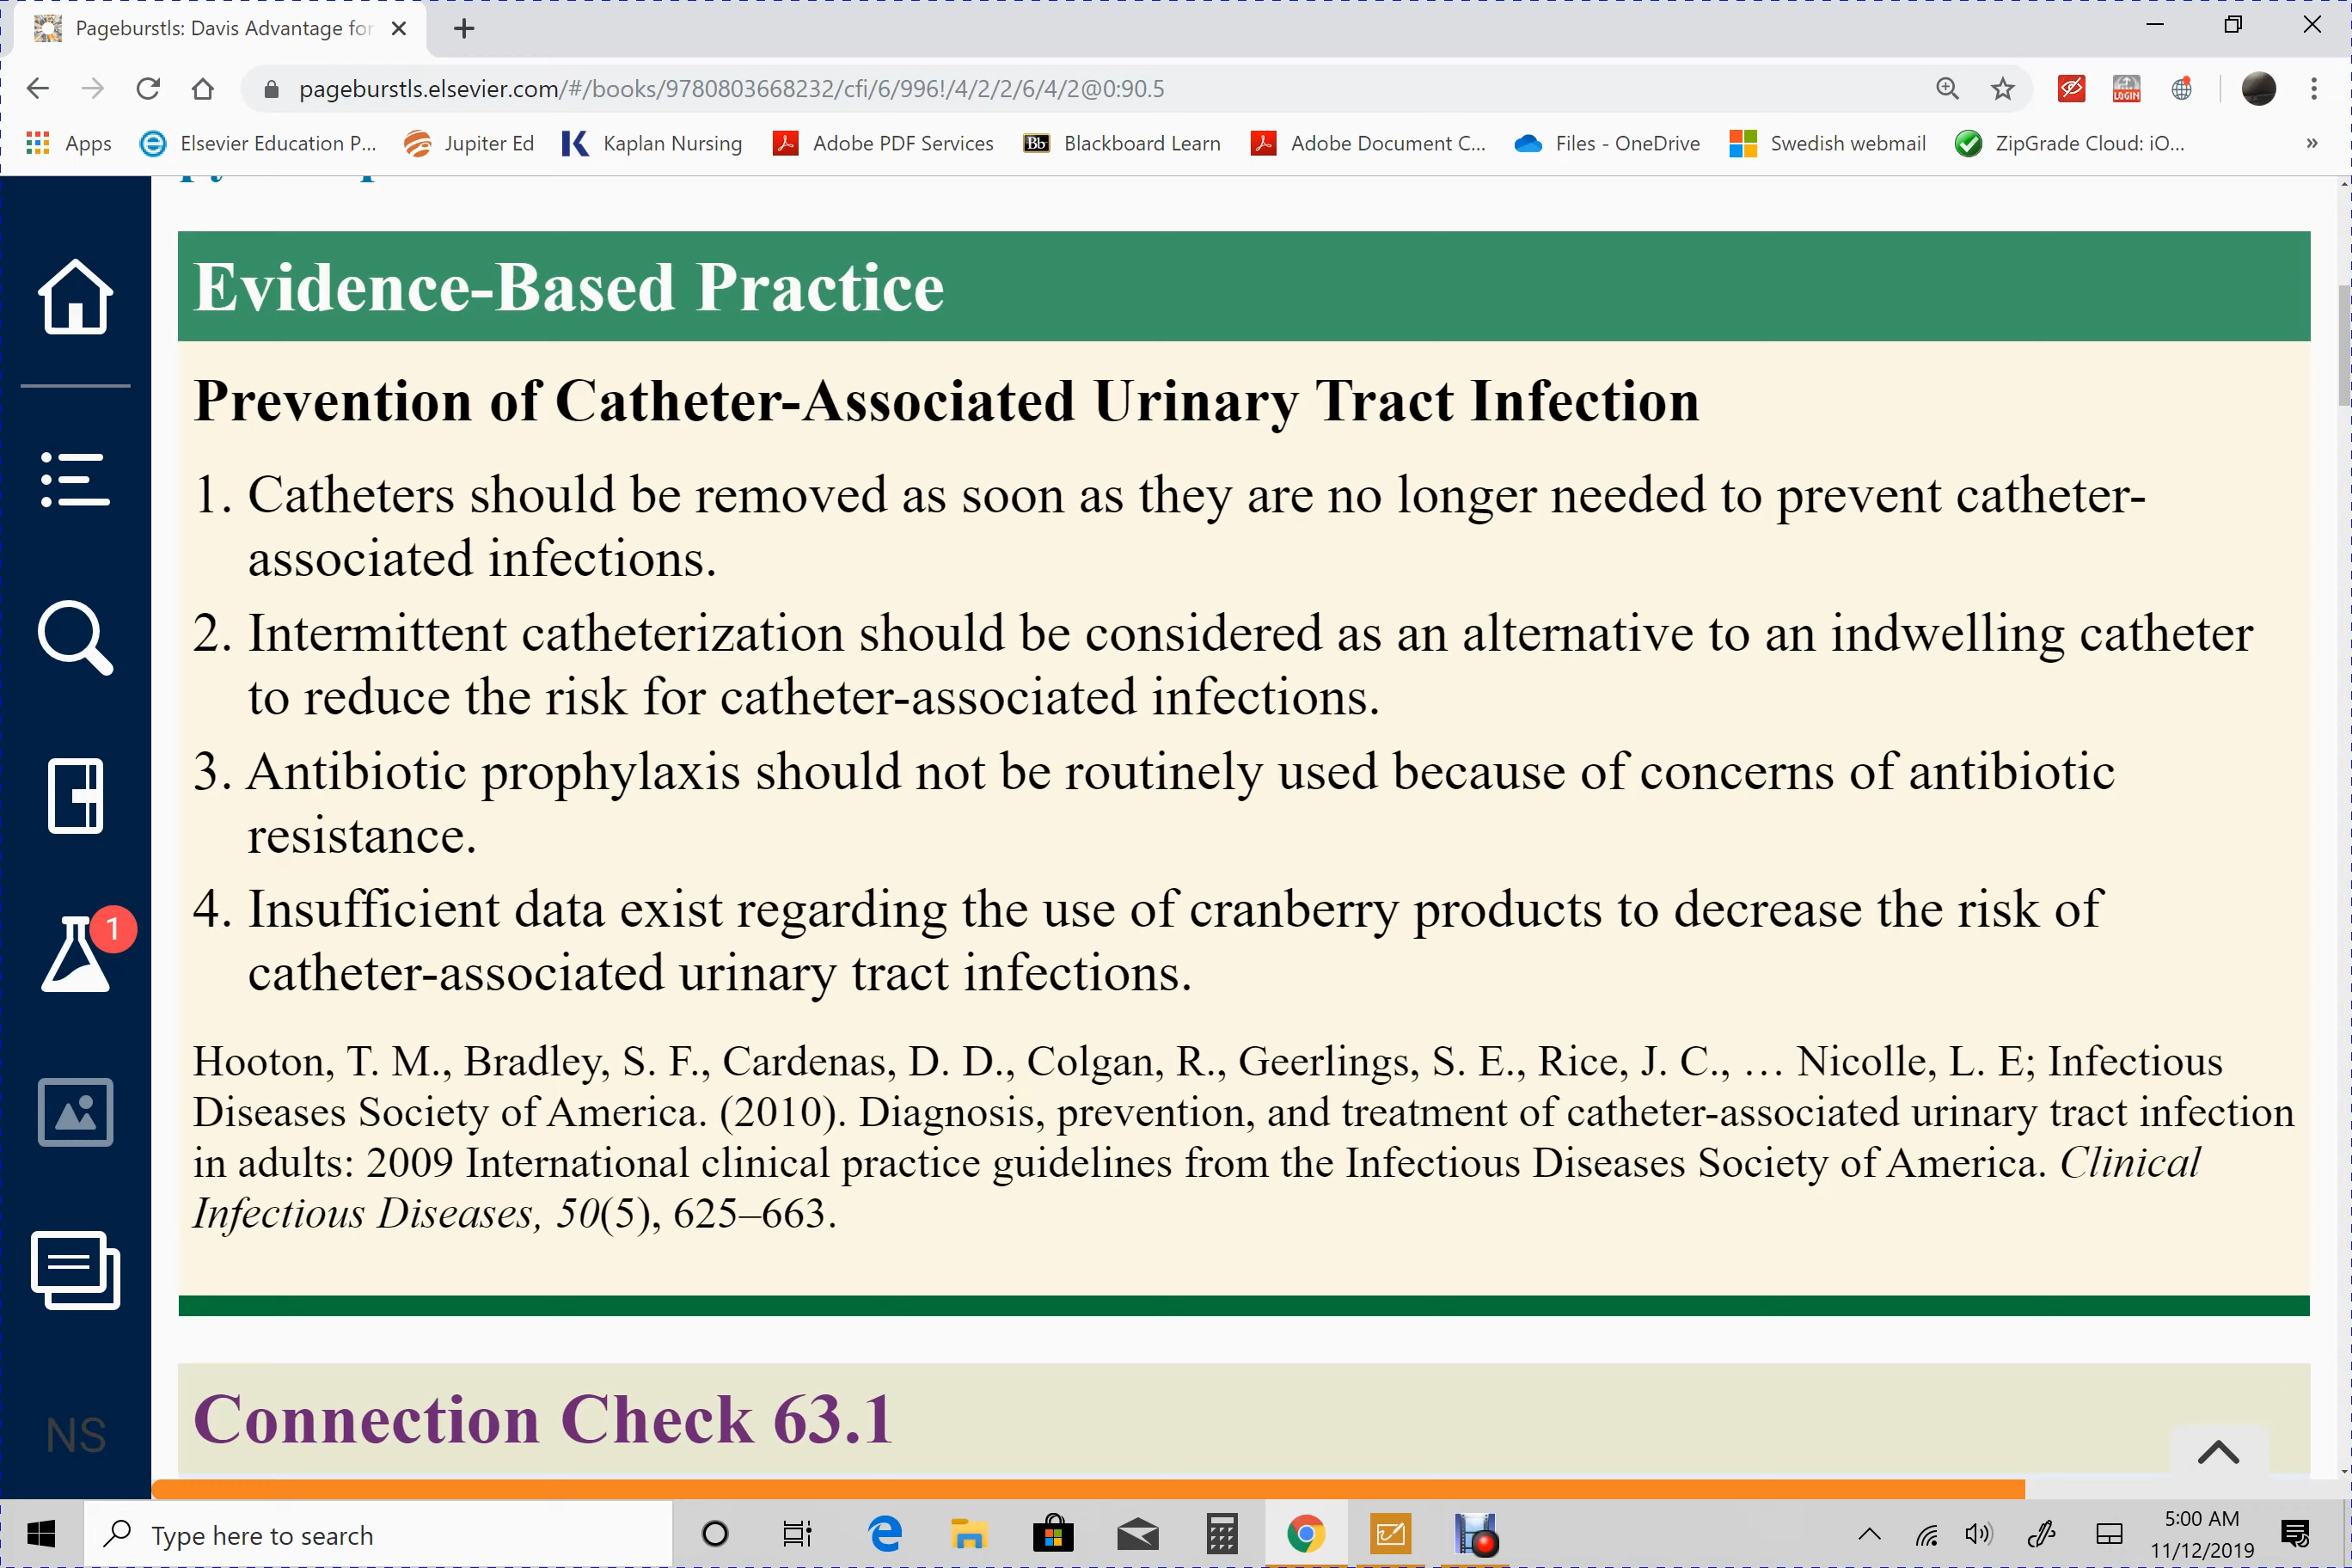 Pageburstls: Davis Advantage for
pageburstls.elsevier.com/#/books/9780803668232/cfi/6/996!/4/2/2/6/4/2@0:90.5
LOGIN
Apps Elsevier Education P... Jupiter Ed Kaplan Nursing Adobe PDF Services Bb Blackboard Learn Adobe Document C... Files - OneDrive Swedish webmail ZipGrade Cloud: iO... »
Evidence-Based Practice
Prevention of Catheter-Associated Urinary Tract Infection
1. Catheters should be removed as soon as they are no longer needed to prevent catheter-
associated infections.
2. Intermittent catheterization should be considered as an alternative to an indwelling catheter
to reduce the risk for catheter-associated infections.
3. Antibiotic prophylaxis should not be routinely used because of concerns of antibiotic
resistance.
4. Insufficient data exist regarding the use of cranberry products to decrease the risk of
catheter-associated urinary tract infections.
1
Hooton, T. M., Bradley, S. F., Cardenas, D. D., Colgan, R., Geerlings, S. E., Rice, J. C., … Nicolle, L. E; Infectious
Diseases Society of America. (2010). Diagnosis, prevention, and treatment of catheter-associated urinary tract infection
in adults: 2009 International clinical practice guidelines from the Infectious Diseases Society of America. Clinical
Infectious Diseases, 50(5), 625–663.
Connection Check 63.1
NS
Type here to search
5:00 AM
11/12/2019